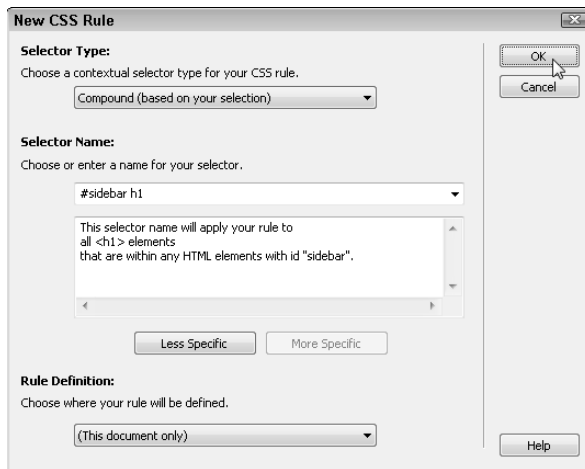 New CSS Rule
Selector Type:
Choose a contextual selector type for your CSS rule.
Compound (based on your selection)
Selector Name:
Choose or enter a name for your selector.
#sidebar h1
This selector name will apply your rule to
all <h1> elements
that are within any HTML elements with id "sidebar".
Less Specific
More Specific
Rule Definition:
Choose where your rule will be defined.
(This document only)
OK
Cancel
Help